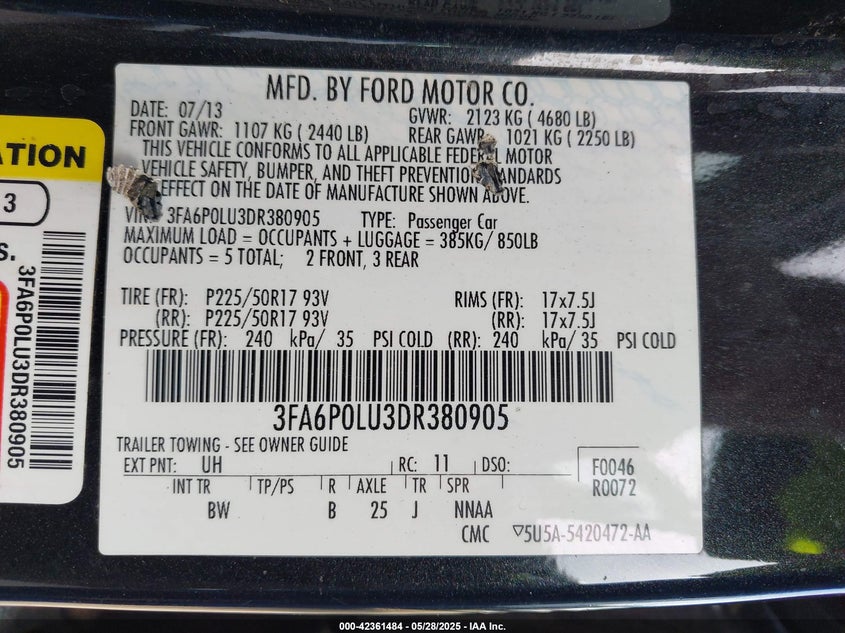 MFD. BY FORD MOTOR CO.
DATE: 07/13 GVWR: 2123 KG ( 4680 LB)
FRONT GAWR: 1107 KG ( 2440 LB) REAR GAWR: 1021 KG ( 2250 LB)
THIS VEHICLE CONFORMS TO ALL APPLICABLE FEDERAL MOTOR
VEHICLE SAFETY, BUMPER, AND THEFT PREVENTION STANDARDS
EFFECT ON THE DATE OF MANUFACTURE SHOWN ABOVE.
VIN: 3FA6P0LU3DR380905 TYPE: Passenger Car
MAXIMUM LOAD = OCCUPANTS + LUGGAGE = 385KG/ 850LB
OCCUPANTS = 5 TOTAL; 2 FRONT, 3 REAR
TIRE (FR): P225/50R17 93V RIMS (FR): 17x7.5J
(RR): P225/50R17 93V (RR): 17x7.5J
PRESSURE (FR): 240 kPa/ 35 PSI COLD (RR): 240 kPa/ 35 PSI COLD
3FA6P0LU3DR380905
TRAILER TOWING - SEE OWNER GUIDE
EXT PNT: UH RC: 11 DSO: F0046
INT TR TP/PS R AXLE TR SPR R0072
BW B 25 J NNAA
CMC ▽5U5A-5420472-AA
ATION
3
S.
3FA6P0LU3DR380905
000-42361484 / 05/28/2025 - IAA Inc.